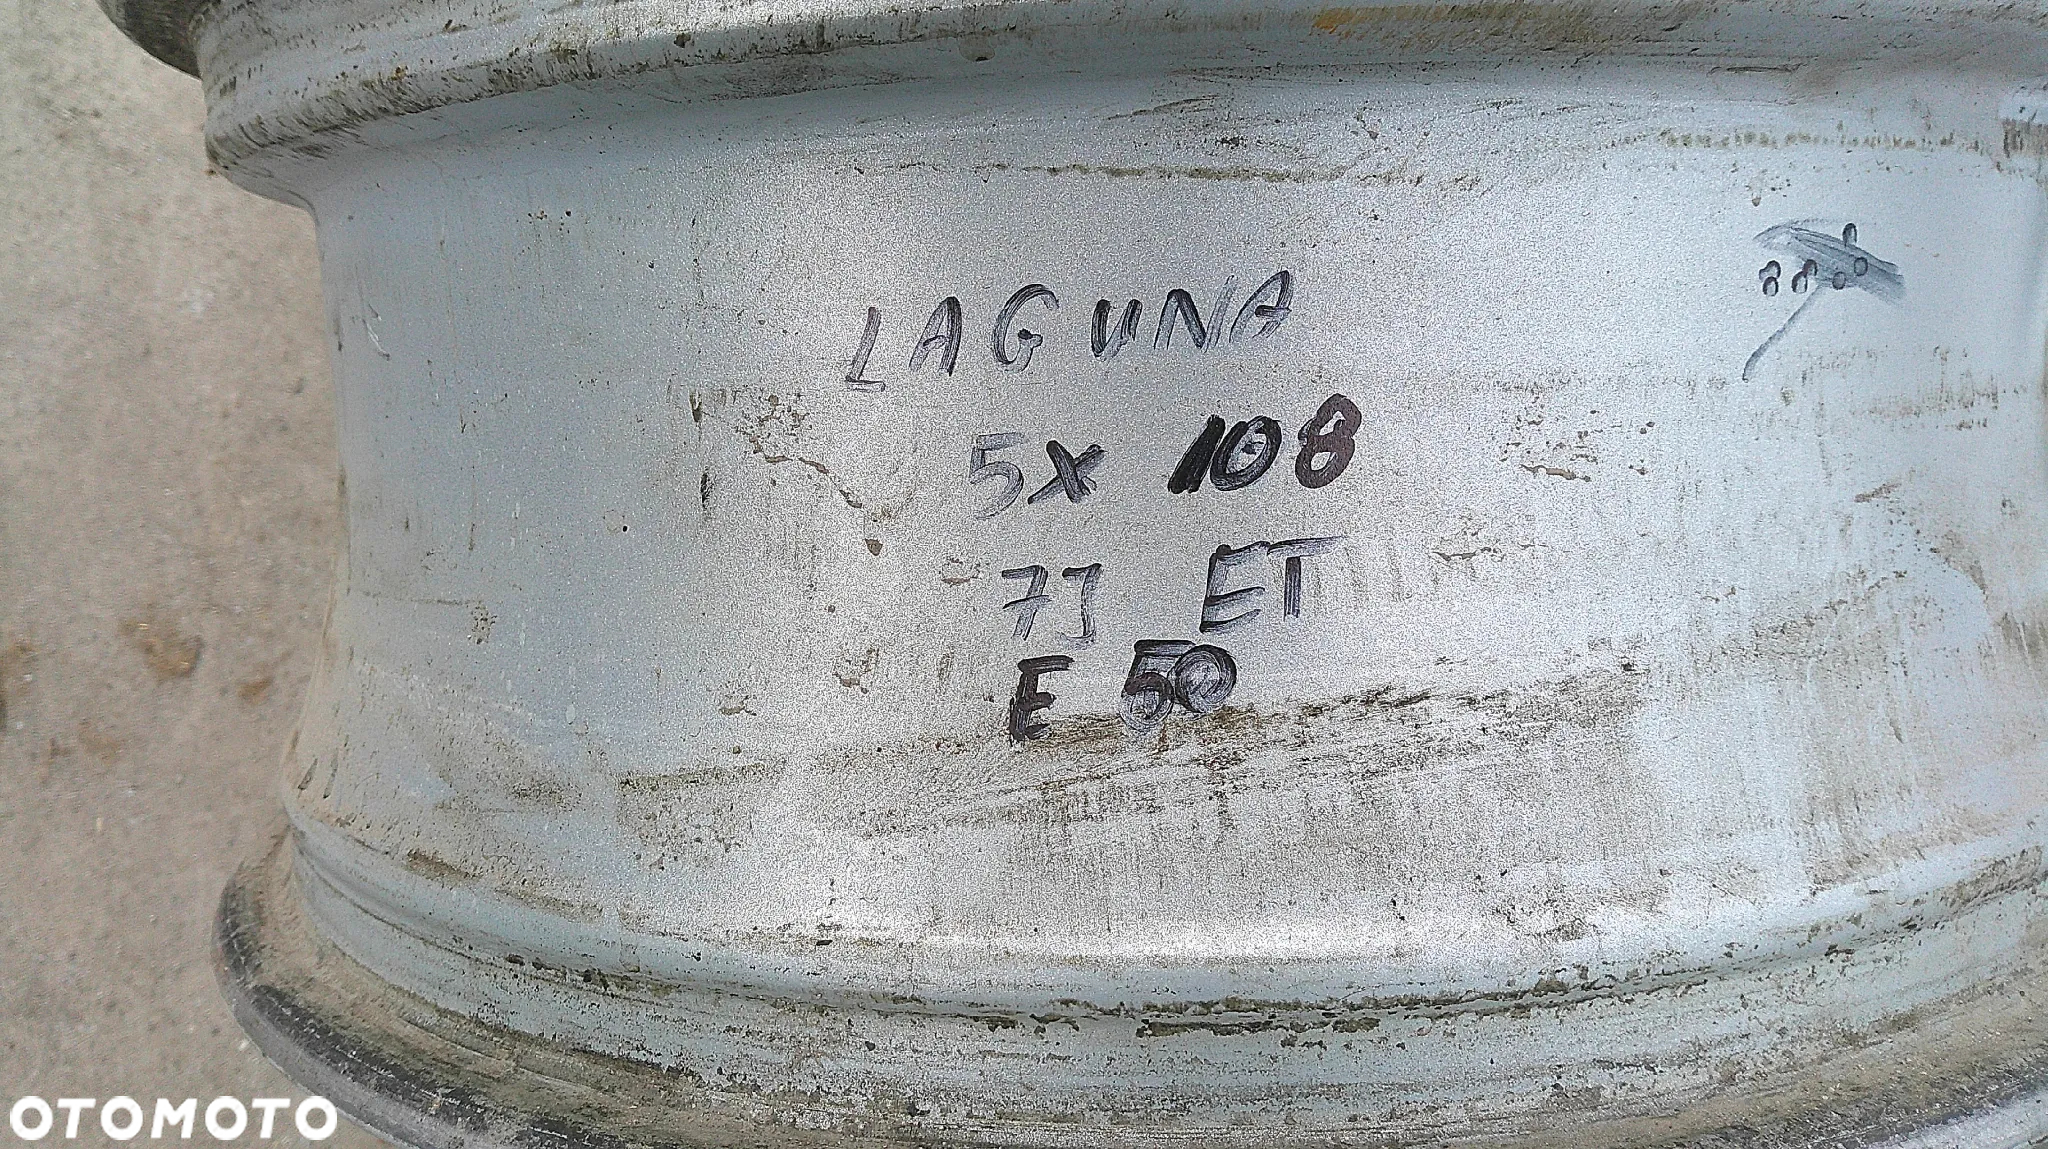 LAGUNA
5X 108
7J ET
E 50
OTOMOTO